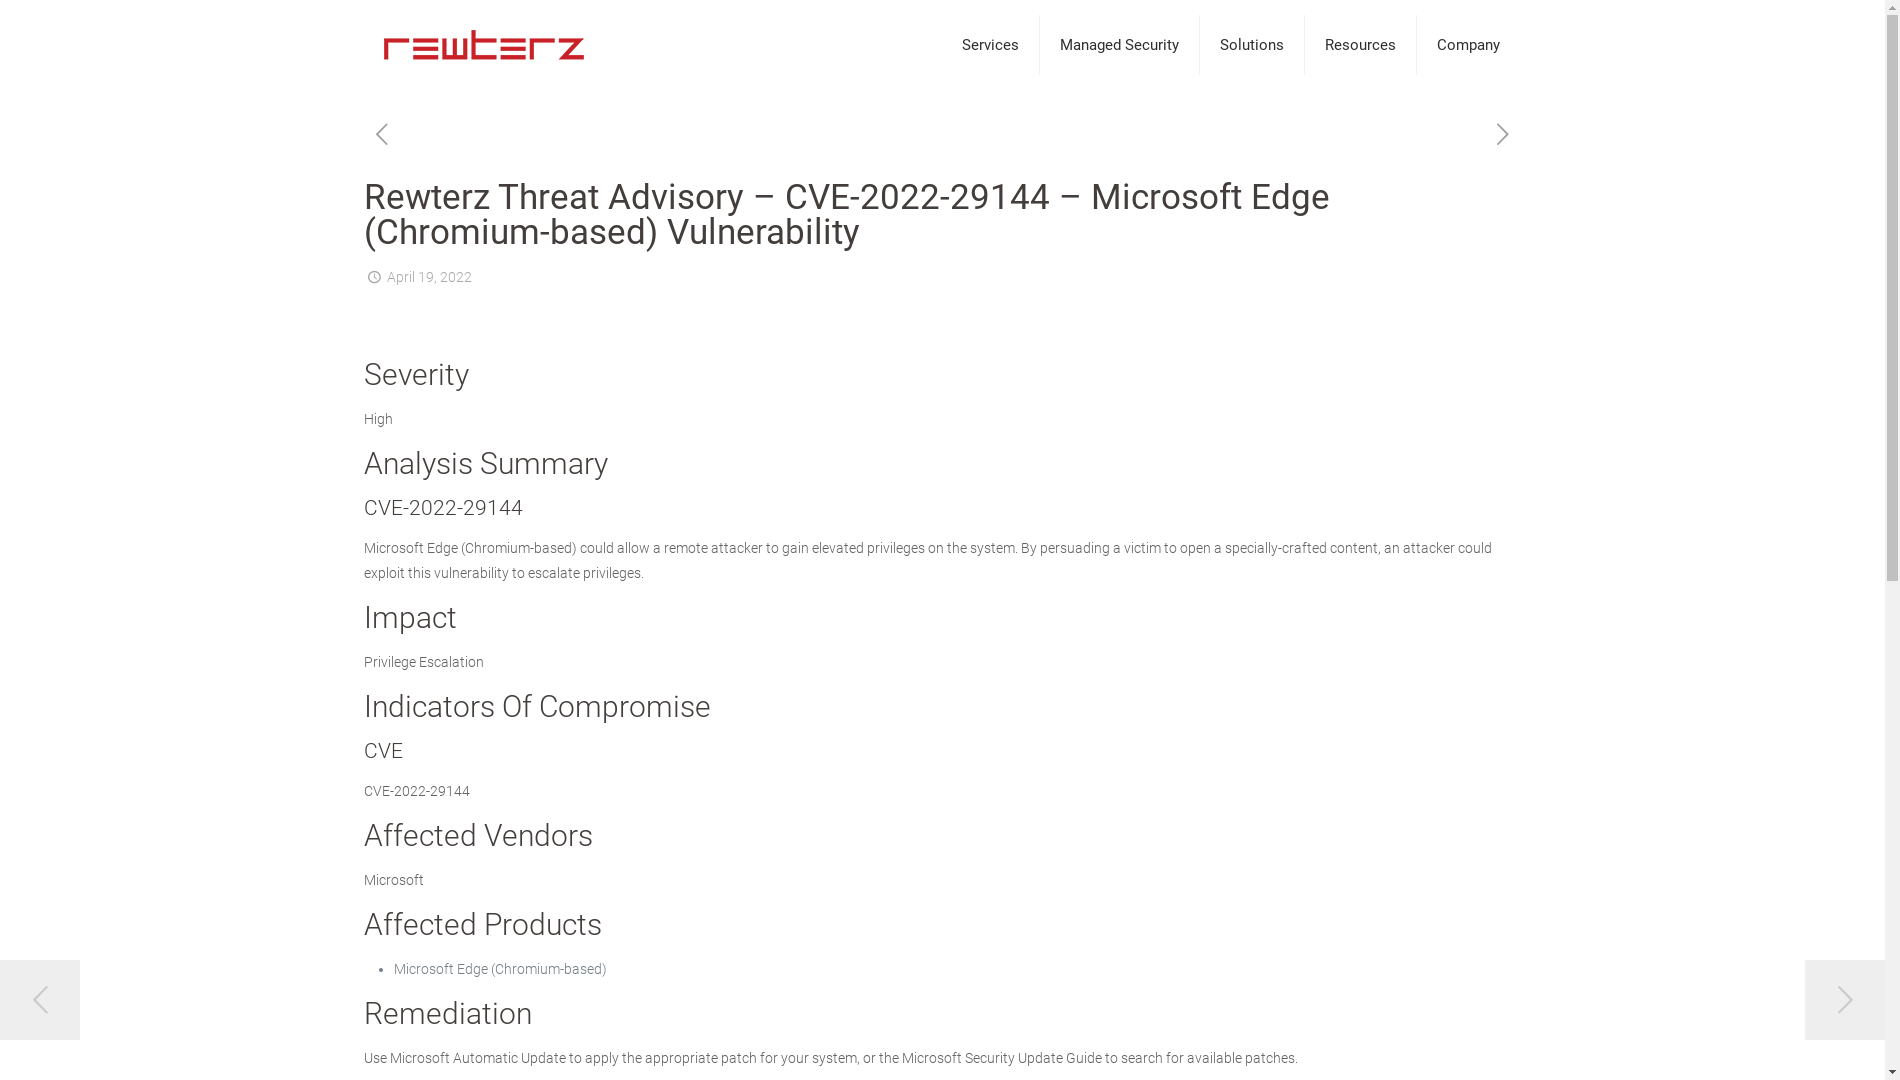 rewterz
Services
Managed Security
Solutions
Resources
Company
Rewterz Threat Advisory – CVE-2022-29144 – Microsoft Edge
(Chromium-based) Vulnerability
April 19, 2022
Severity
High
Analysis Summary
CVE-2022-29144
Microsoft Edge (Chromium-based) could allow a remote attacker to gain elevated privileges on the system. By persuading a victim to open a specially-crafted content, an attacker could
exploit this vulnerability to escalate privileges.
Impact
Privilege Escalation
Indicators Of Compromise
CVE
CVE-2022-29144
Affected Vendors
Microsoft
Affected Products
• Microsoft Edge (Chromium-based)
Remediation
Use Microsoft Automatic Update to apply the appropriate patch for your system, or the Microsoft Security Update Guide to search for available patches.